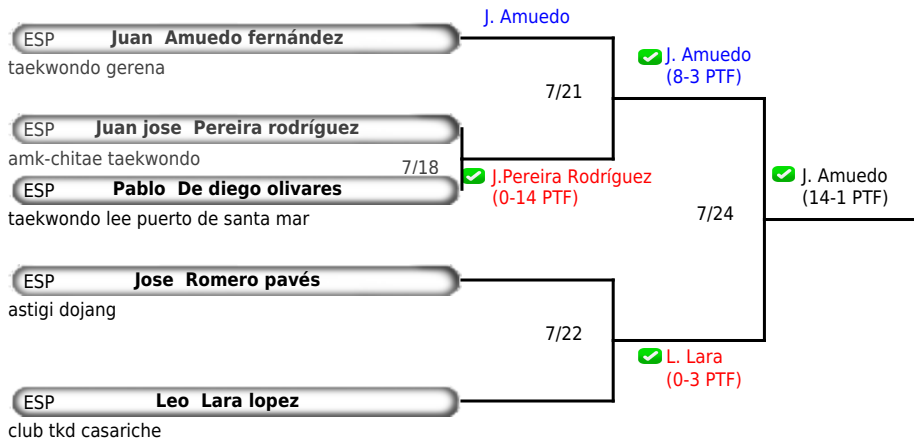 J. Amuedo
ESP Juan Amuedo fernández
taekwondo gerena
J. Amuedo
(8-3 PTF)
7/21
ESP Juan jose Pereira rodríguez
amk-chitae taekwondo
7/18
J.Pereira Rodríguez
(0-14 PTF)
ESP Pablo De diego olivares
taekwondo lee puerto de santa mar
J. Amuedo
(14-1 PTF)
7/24
ESP Jose Romero pavés
astigi dojang
7/22
L. Lara
(0-3 PTF)
ESP Leo Lara lopez
club tkd casariche